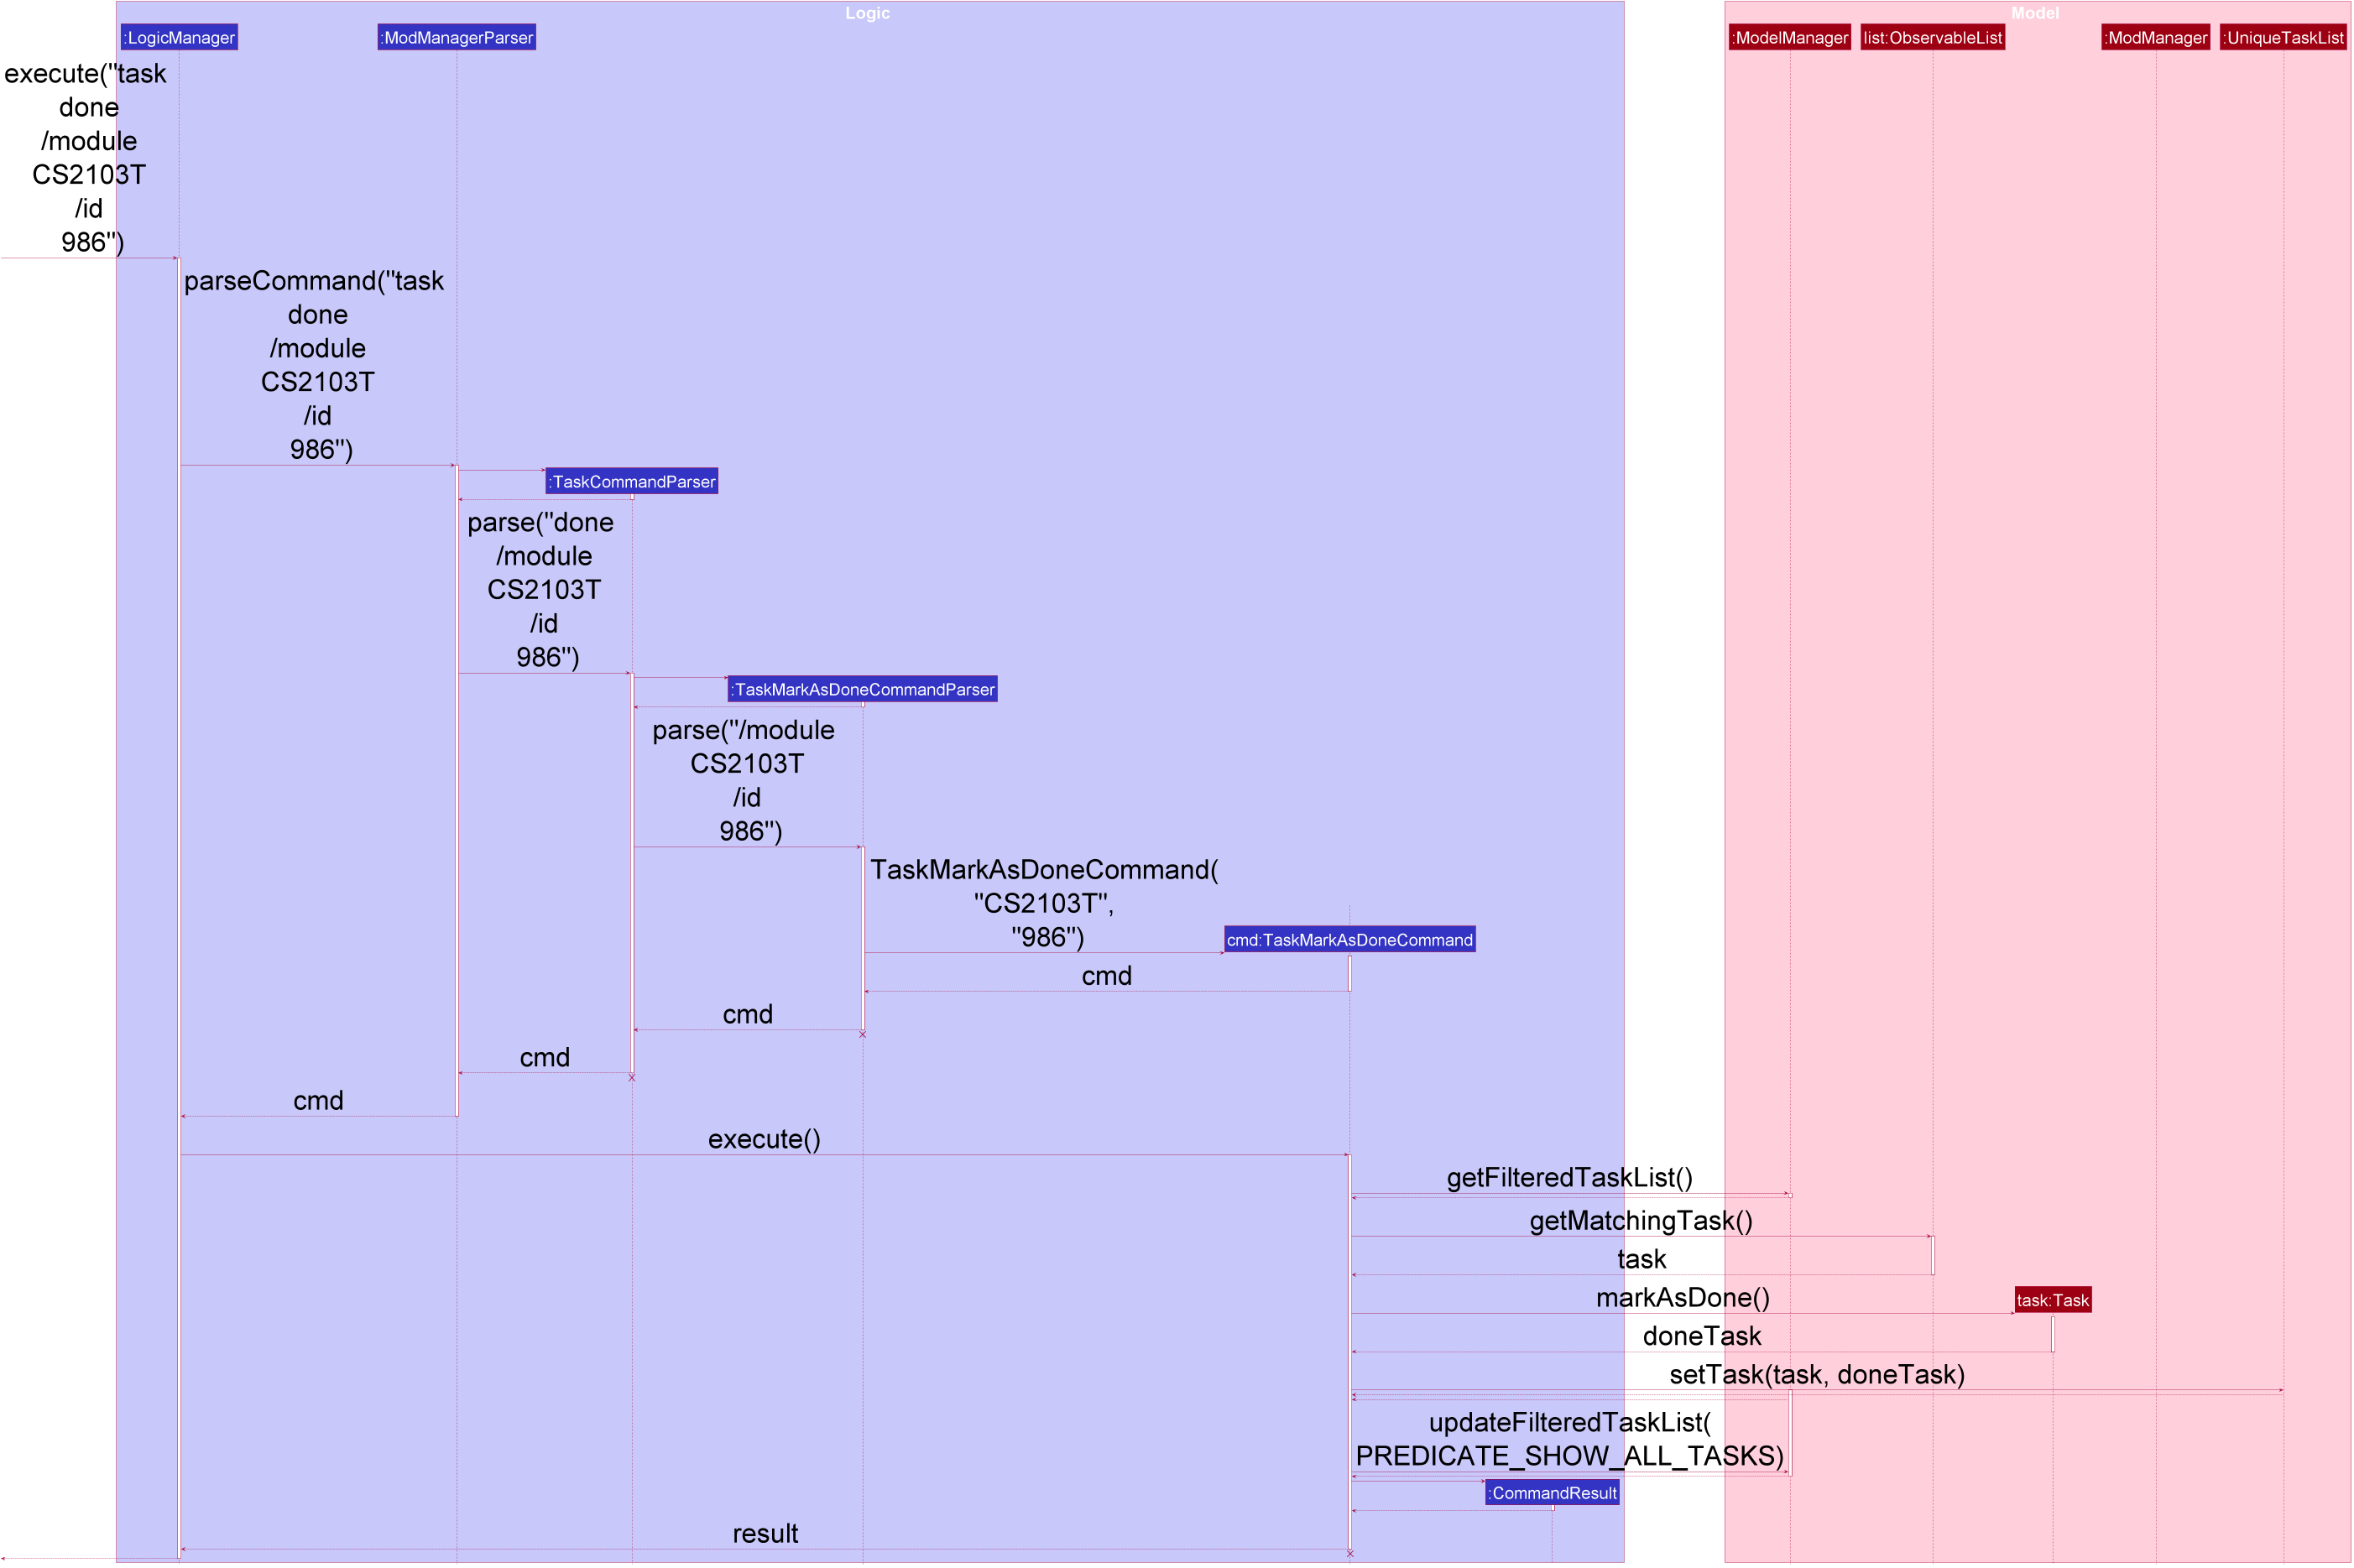 Logic
Model
:LogicManager
:ModManagerParser
:ModelManager
list:ObservableList
:ModManager
:UniqueTaskList
execute("task
done
/module
CS2103T
/id
986")
parseCommand("task
done
/module
CS2103T
/id
986")
:TaskCommandParser
parse("done
/module
CS2103T
/id
986")
:TaskMarkAsDoneCommandParser
parse("/module
CS2103T
/id
986")
TaskMarkAsDoneCommand(
"CS2103T",
"986")
cmd:TaskMarkAsDoneCommand
cmd
cmd
cmd
cmd
execute()
getFilteredTaskList()
getMatchingTask()
task
markAsDone()
task:Task
doneTask
setTask(task, doneTask)
updateFilteredTaskList(
PREDICATE_SHOW_ALL_TASKS)
:CommandResult
result